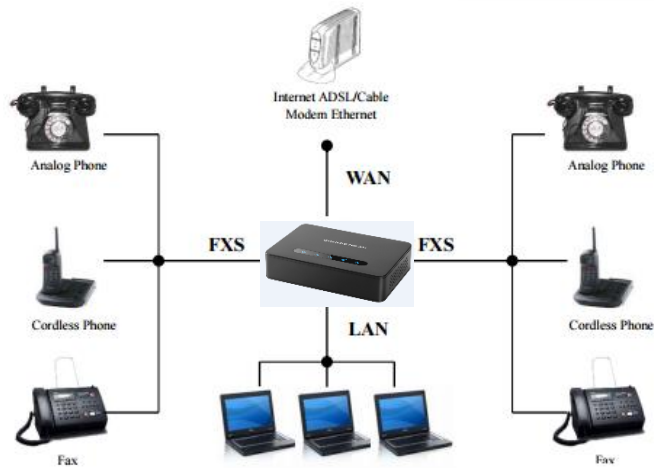 Internet ADSL/Cable
Modem Ethernet
Analog Phone
Analog Phone
WAN
FXS
FXS
Cordless Phone
Cordless Phone
LAN
Fax
Fax